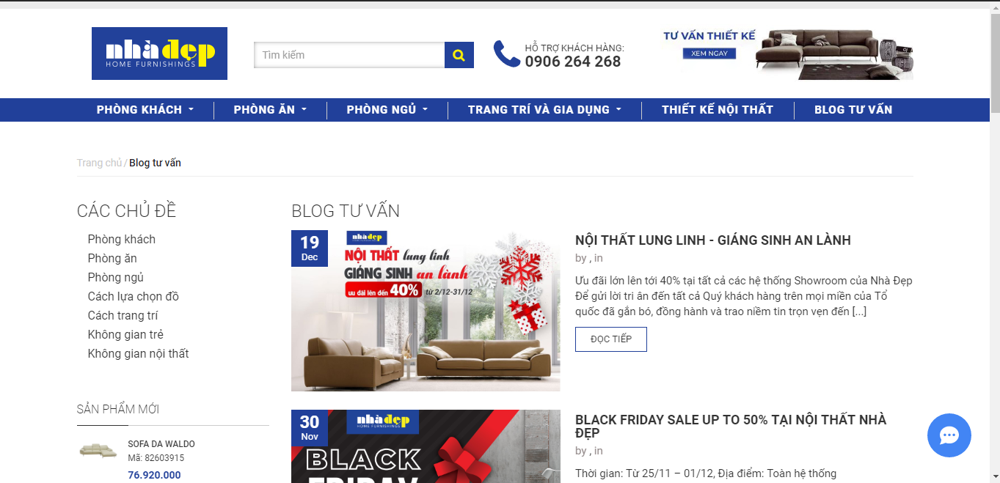 nhàđẹp
HOME FURNISHINGS
Tìm kiếm
HỖ TRỢ KHÁCH HÀNG:
0906 264 268
TƯ VẤN THIẾT KẾ
XEM NGAY
PHÒNG KHÁCH
PHÒNG ĂN
PHÒNG NGỦ
TRANG TRÍ VÀ GIA DỤNG
THIẾT KẾ NỘI THẤT
BLOG TƯ VẤN
Trang chủ / Blog tư vấn
CÁC CHỦ ĐỀ
Phòng khách
Phòng ăn
Phòng ngủ
Cách lựa chọn đồ
Cách trang trí
Không gian trẻ
Không gian nội thất
SẢN PHẨM MỚI
SOFA DA WALDO
Mã: 82603915
76.920.000
BLOG TƯ VẤN
19
Dec
nhàđẹp
NỘI THẤT lung linh
GIÁNG SINH an lành
ưu đãi lên đến 40% từ 2/12-31/12
NỘI THẤT LUNG LINH - GIÁNG SINH AN LÀNH
by , in
Ưu đãi lớn lên tới 40% tại tất cả các hệ thống Showroom của Nhà Đẹp
Để gửi lời tri ân đến tất cả Quý khách hàng trên mọi miền của Tổ
quốc đã gắn bó, đồng hành và trao niềm tin trọn vẹn đến [...]
ĐỌC TIẾP
30
Nov
nhàđẹp
HOME FURNISHINGS
BLACK
FRIDAY
BLACK FRIDAY SALE UP TO 50% TẠI NỘI THẤT NHÀ
ĐẸP
by , in
Thời gian: Từ 25/11 – 01/12, Địa điểm: Toàn hệ thống